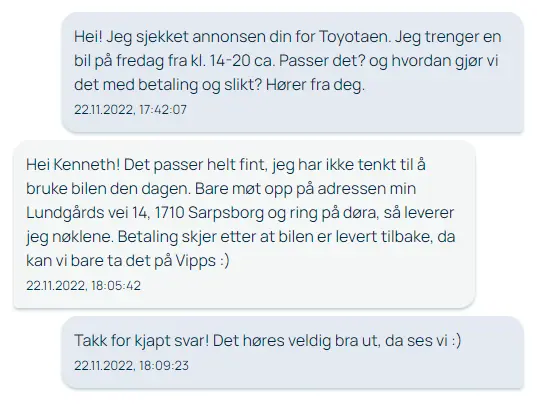 Hei! Jeg sjekket annonsen din for Toyotaen. Jeg trenger en
bil på fredag fra kl. 14-20 ca. Passer det? og hvordan gjør vi
det med betaling og slikt? Hører fra deg.
22.11.2022, 17:42:07
Hei Kenneth! Det passer helt fint, jeg har ikke tenkt til å
bruke bilen den dagen. Bare møt opp på adressen min
Lundgårds vei 14, 1710 Sarpsborg og ring på døra, så leverer
jeg nøklene. Betaling skjer etter at bilen er levert tilbake, da
kan vi bare ta det på Vipps :)
22.11.2022, 18:05:42
Takk for kjapt svar! Det høres veldig bra ut, da ses vi :)
22.11.2022, 18:09:23